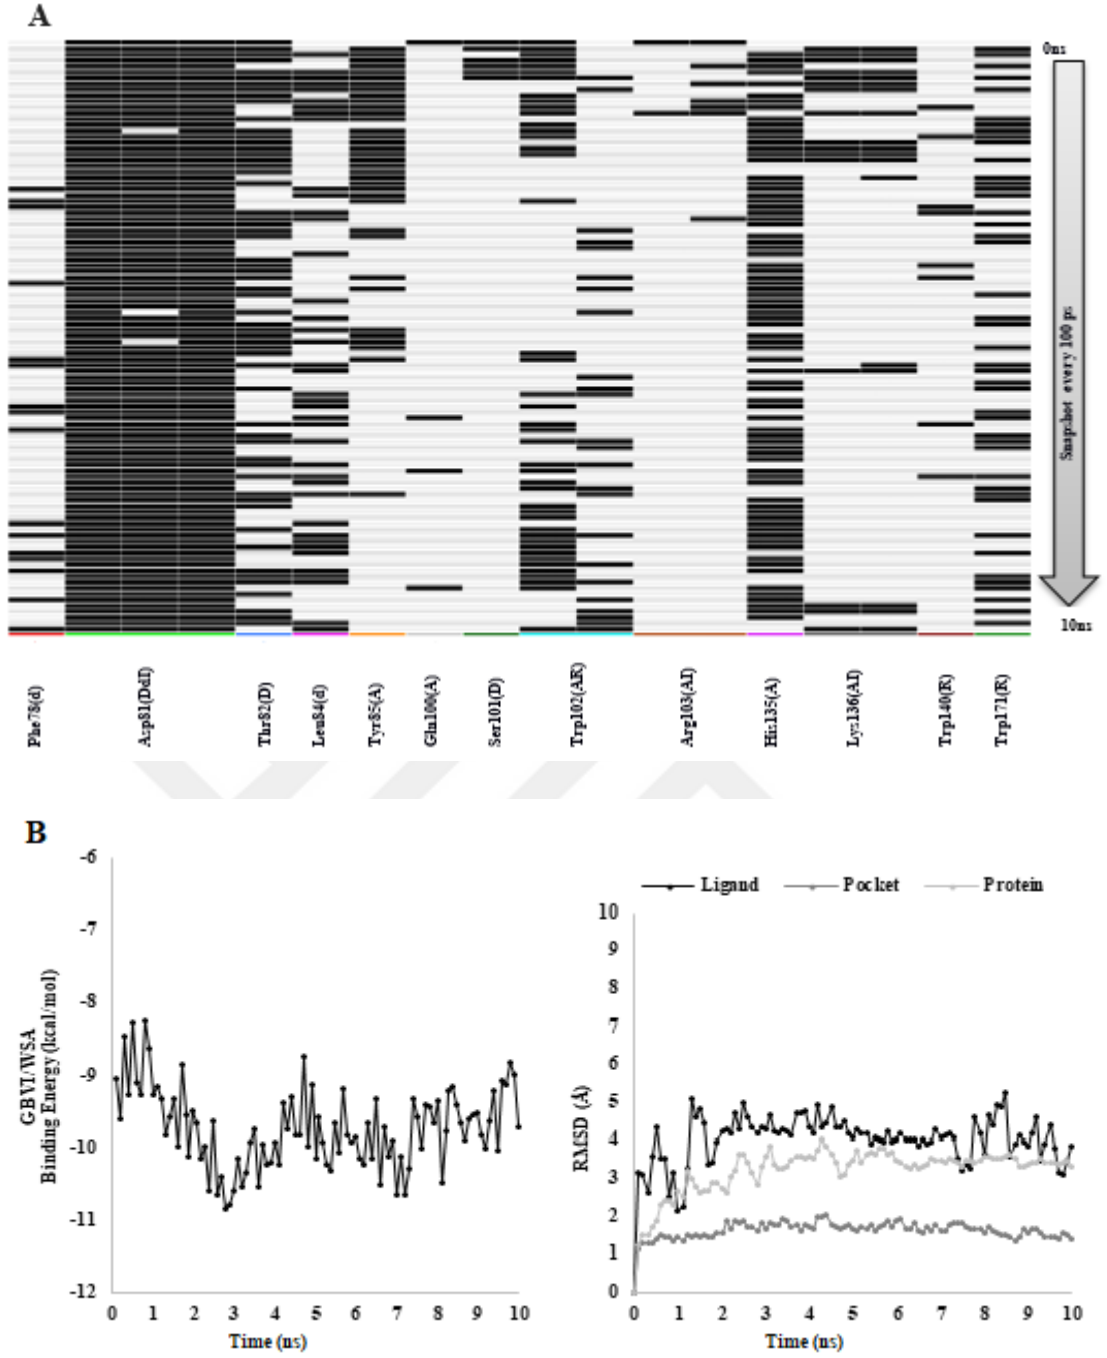 A
0ns
Snapshot every 100 ps
10ns
Phe78(d)
Asp81(DdI)
Thr82(D)
Leu84(d)
Tyr85(A)
Gln100(A)
Ser101(D)
Trp102(AR)
Arg103(AI)
His135(A)
Lys136(AI)
Trp140(R)
Trp171(R)
B
GBVI/WSA
Binding Energy (kcal/mol)
-6
-7
-8
-9
-10
-11
-12
0 1 2 3 4 5 6 7 8 9 10
Time (ns)
Ligand Pocket Protein
RMSD (Å)
10
9
8
7
6
5
4
3
2
1
0
0 1 2 3 4 5 6 7 8 9 10
Time (ns)